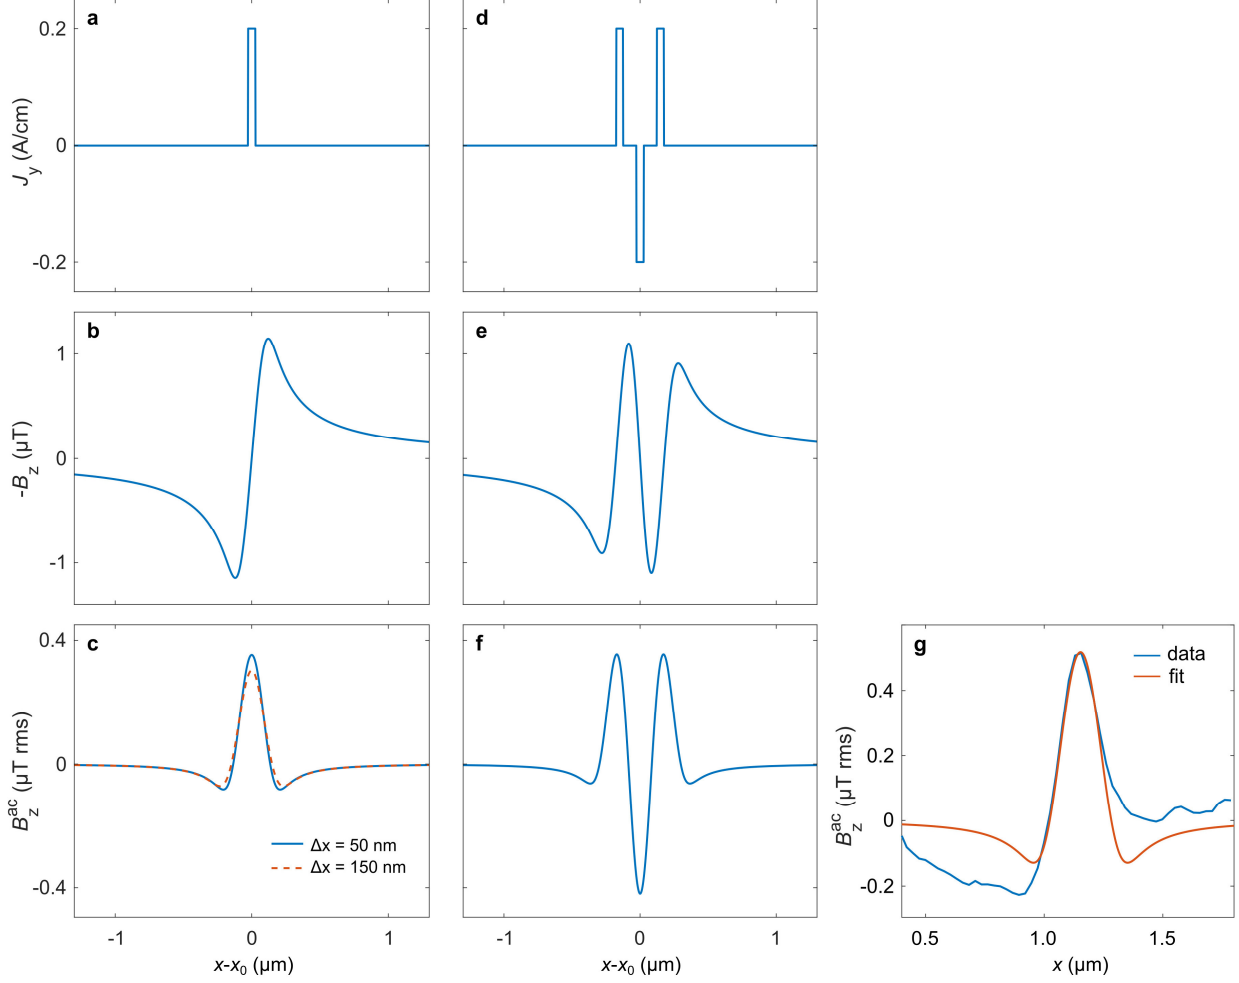 a
0.2
0
-0.2
J_y (A/cm)
d
b
1
0
-1
-B_z (µT)
e
c
0.4
0
-0.4
B_z^ac (µT rms)
Δx = 50 nm
Δx = 150 nm
-1
0
1
x-x_0 (µm)
f
-1
0
1
x-x_0 (µm)
g
data
fit
0.4
0.2
0
-0.2
B_z^ac (µT rms)
0.5
1.0
1.5
x (µm)